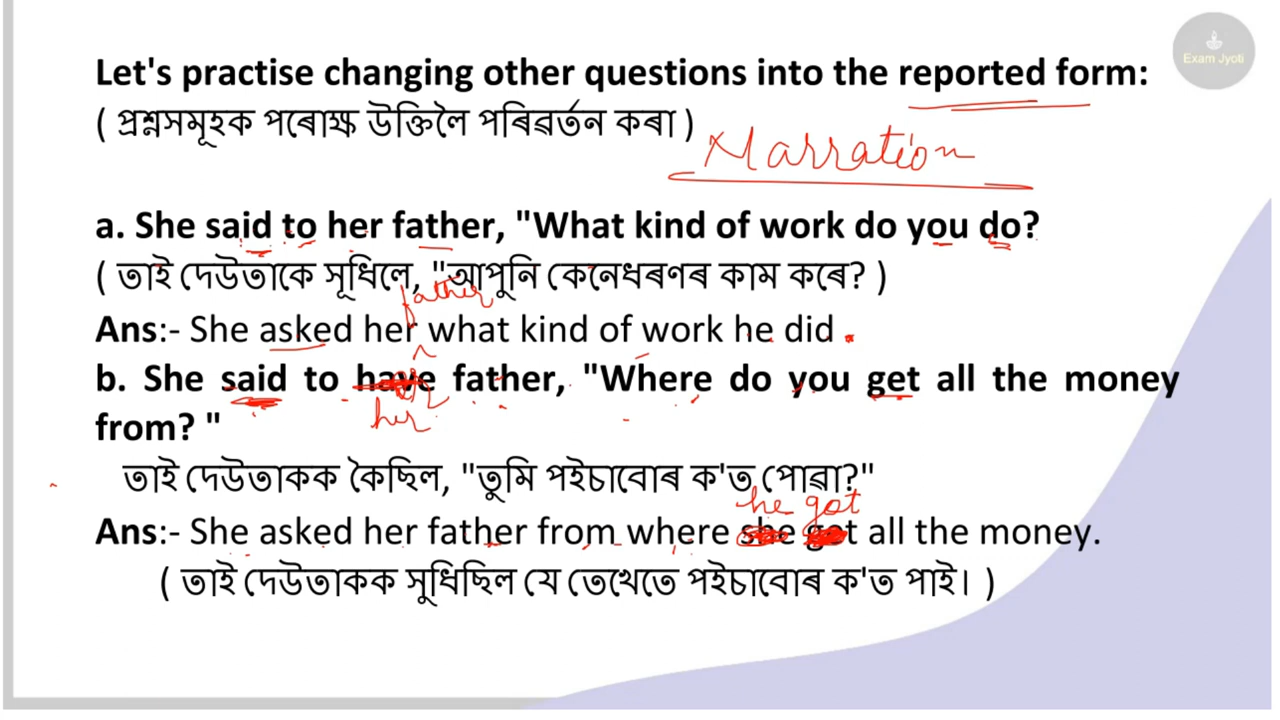 Exam Jyoti
Let's practise changing other questions into the reported form:
( প্ৰশ্নসমূহক পৰোক্ষ উক্তিলৈ পৰিৱৰ্তন কৰা )
Narration
a. She said to her father, "What kind of work do you do?
( তাই দেউতাকে সূধিলে, "আপুনি কেনেধৰণৰ কাম কৰে? )
father
Ans:- She asked her what kind of work he did .
b. She said to have father, "Where do you get all the money
her
from? "
তাই দেউতাকক কৈছিল, "তুমি পইচাবোৰ ক'ত পোৱা?"
he got
Ans:- She asked her father from where she got all the money.
( তাই দেউতাকক সুধিছিল যে তেখেতে পইচাবোৰ ক'ত পাই। )